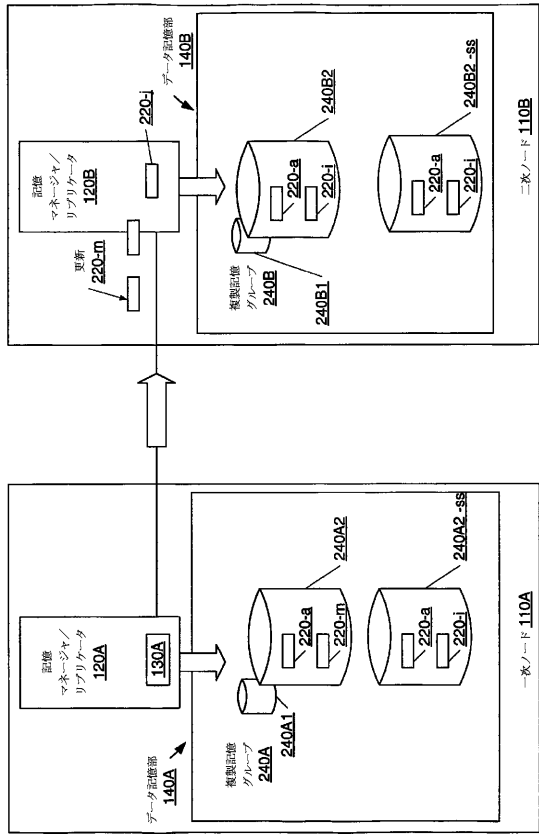 記憶
マネージャ/
リプリケータ
120A
130A
データ記憶部
140A
複製記憶
グループ
240A
240A1
240A2
220-a
220-m
240A2 -ss
220-a
220-i
一次ノード 110A
記憶
マネージャ/
リプリケータ
120B
220-i
更新
220-m
データ記憶部
140B
複製記憶
グループ
240B
240B1
240B2
220-a
220-i
240B2 -ss
220-a
220-i
二次ノード 110B